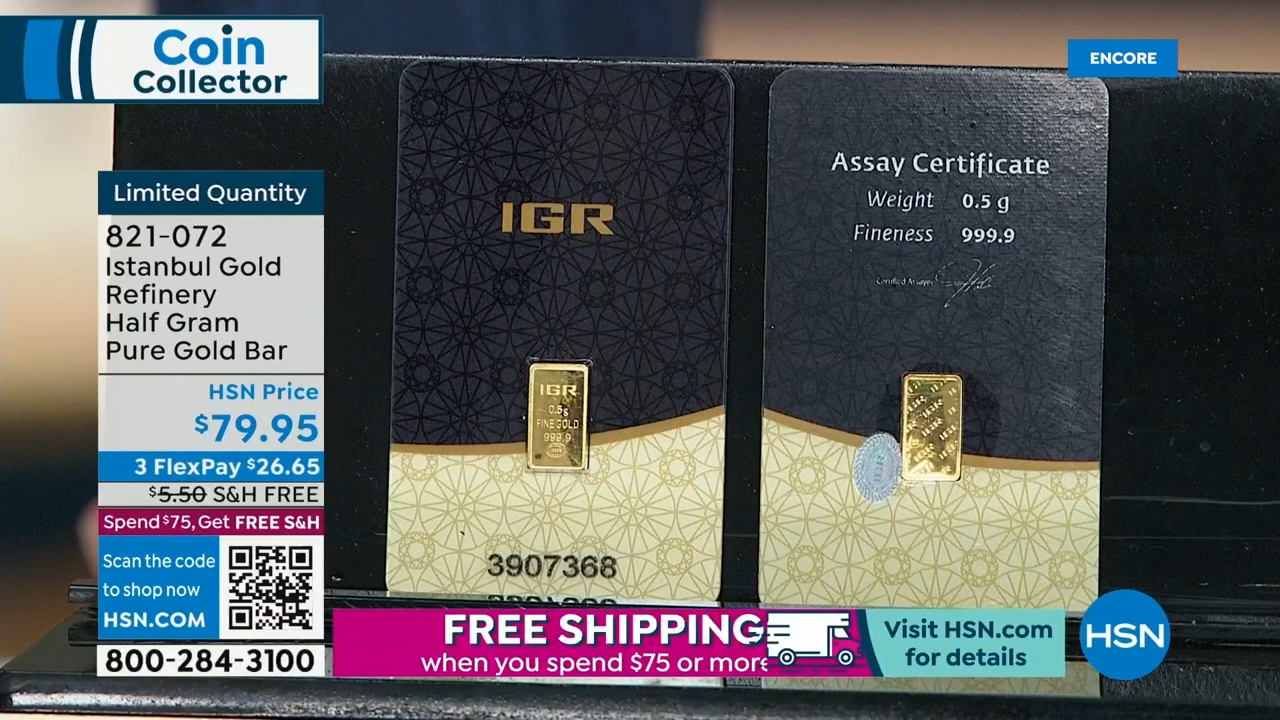 Coin
Collector
ENCORE
Limited Quantity
821-072
Istanbul Gold
Refinery
Half Gram
Pure Gold Bar
HSN Price
$79.95
3 FlexPay $26.65
$5.50 S&H FREE
Spend $75, Get FREE S&H
Scan the code
to shop now
HSN.COM
800-284-3100
IGR
IGR
0.5g
FINE GOLD
999.9
3907368
Assay Certificate
Weight 0.5 g
Fineness 999.9
Certified Assayer
IGR
FREE SHIPPING
when you spend $75 or more
Visit HSN.com
for details
HSN